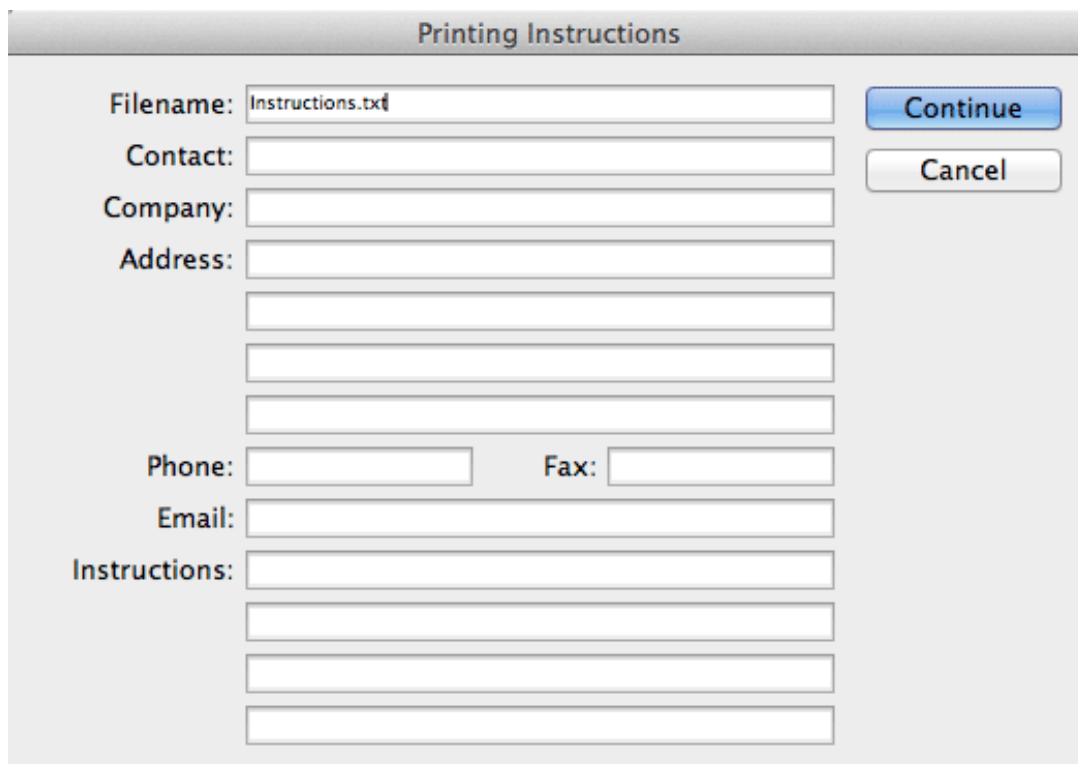 Printing Instructions
Filename: Instructions.txt
Continue
Contact:
Cancel
Company:
Address:
Phone: Fax:
Email:
Instructions: